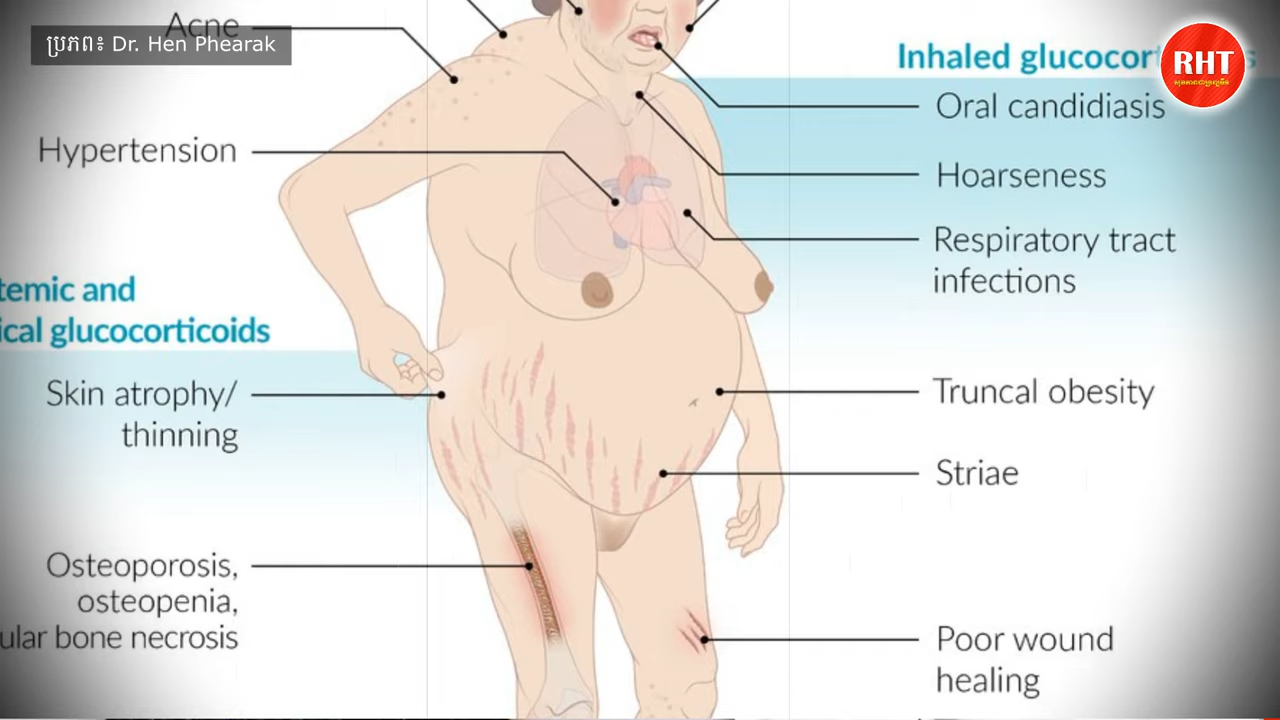 Acne
ប្រភព៖ Dr. Hen Phearak
Hypertension
temic and
ical glucocorticoids
Skin atrophy/
thinning
Osteoporosis,
osteopenia,
ular bone necrosis
Inhaled glucocor
RHT
Oral candidiasis
Hoarseness
Respiratory tract
infections
Truncal obesity
Striae
Poor wound
healing